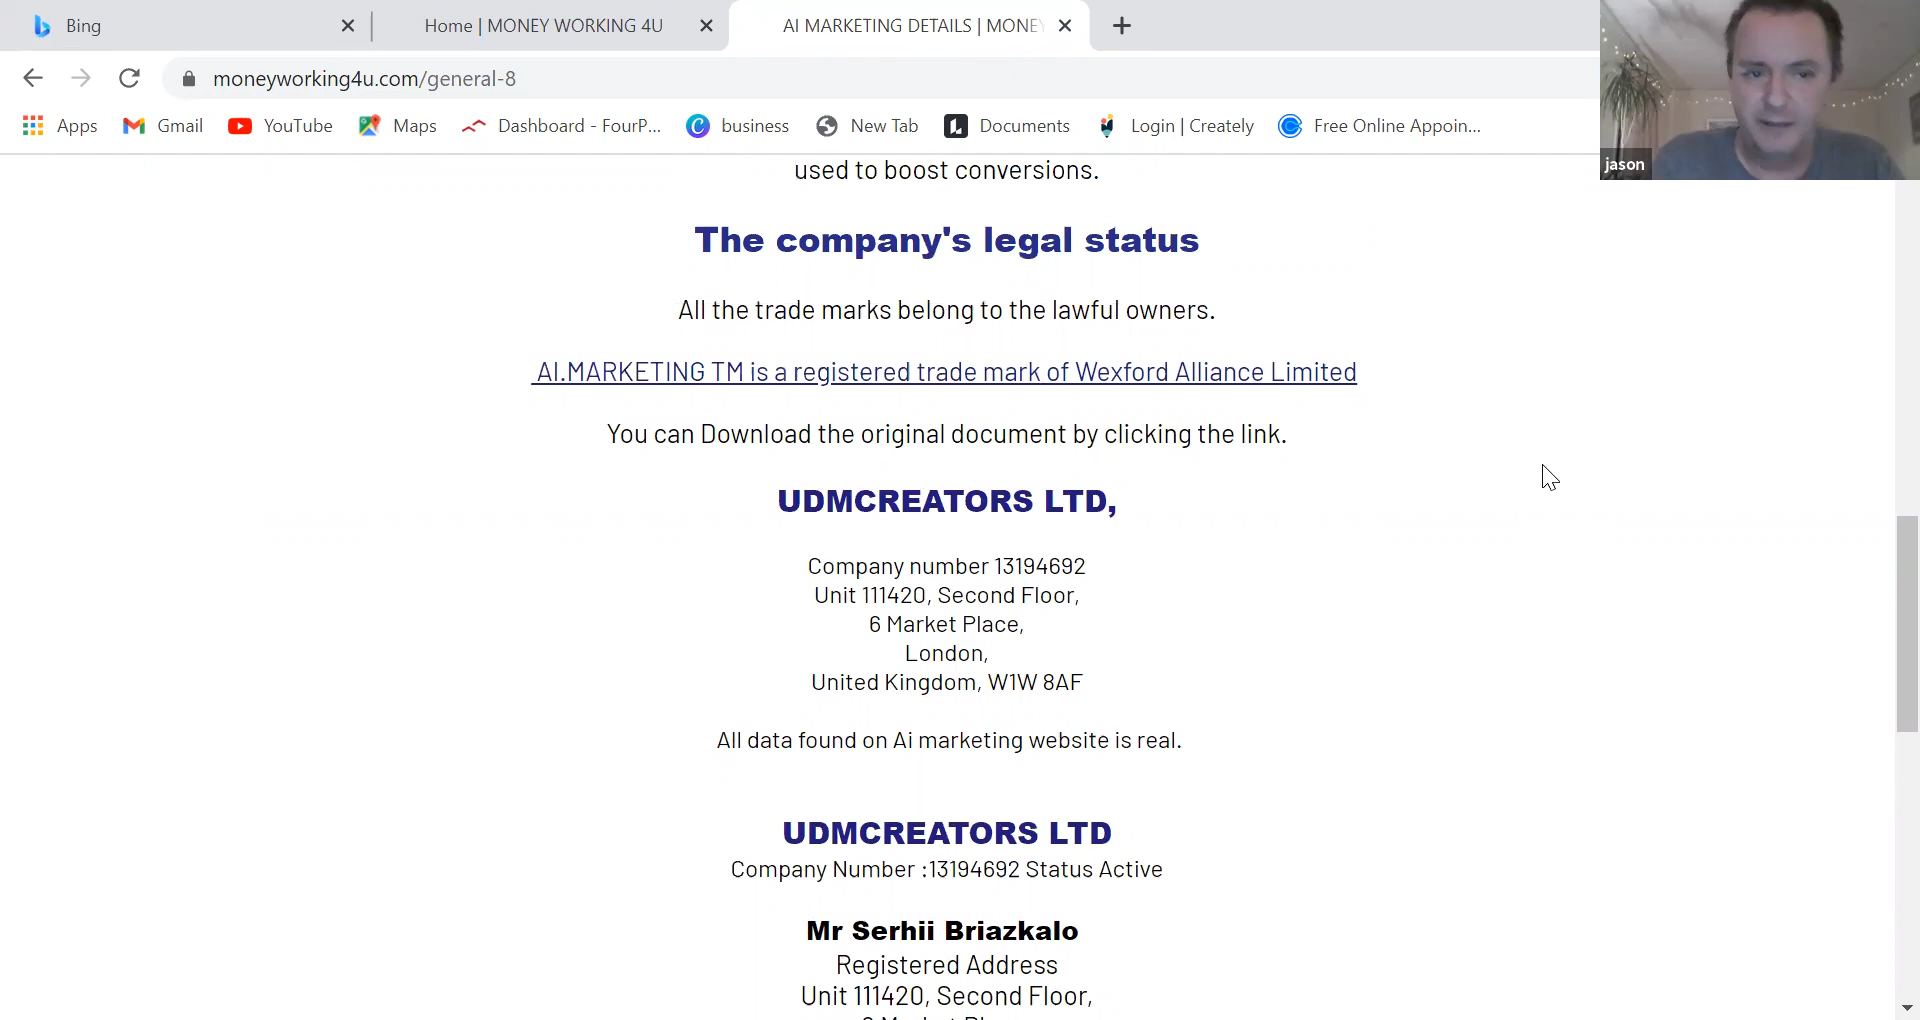 Bing
Home | MONEY WORKING 4U
AI MARKETING DETAILS | MONEY
moneyworking4u.com/general-8
Apps
Gmail
YouTube
Maps
Dashboard - FourP...
business
New Tab
Documents
Login | Creately
Free Online Appoin...
jason
used to boost conversions.
The company's legal status
All the trade marks belong to the lawful owners.
AI.MARKETING TM is a registered trade mark of Wexford Alliance Limited
You can Download the original document by clicking the link.
UDMCREATORS LTD,
Company number 13194692
Unit 111420, Second Floor,
6 Market Place,
London,
United Kingdom, W1W 8AF
All data found on Ai marketing website is real.
UDMCREATORS LTD
Company Number :13194692 Status Active
Mr Serhii Briazkalo
Registered Address
Unit 111420, Second Floor,